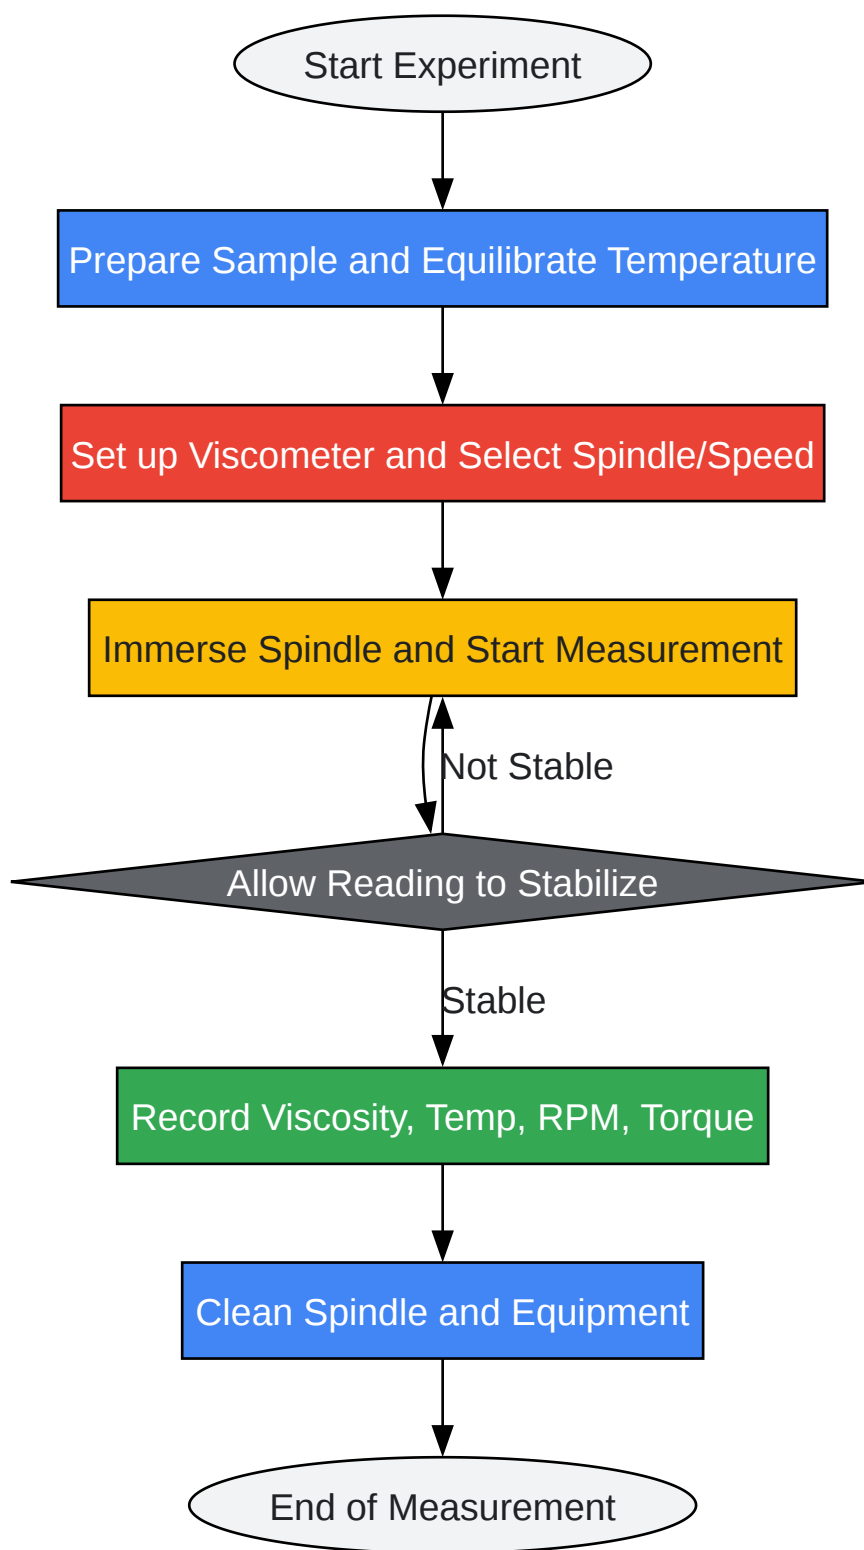 Start Experiment
Prepare Sample and Equilibrate Temperature
Set up Viscometer and Select Spindle/Speed
Immerse Spindle and Start Measurement
Not Stable
Allow Reading to Stabilize
Stable
Record Viscosity, Temp, RPM, Torque
Clean Spindle and Equipment
End of Measurement